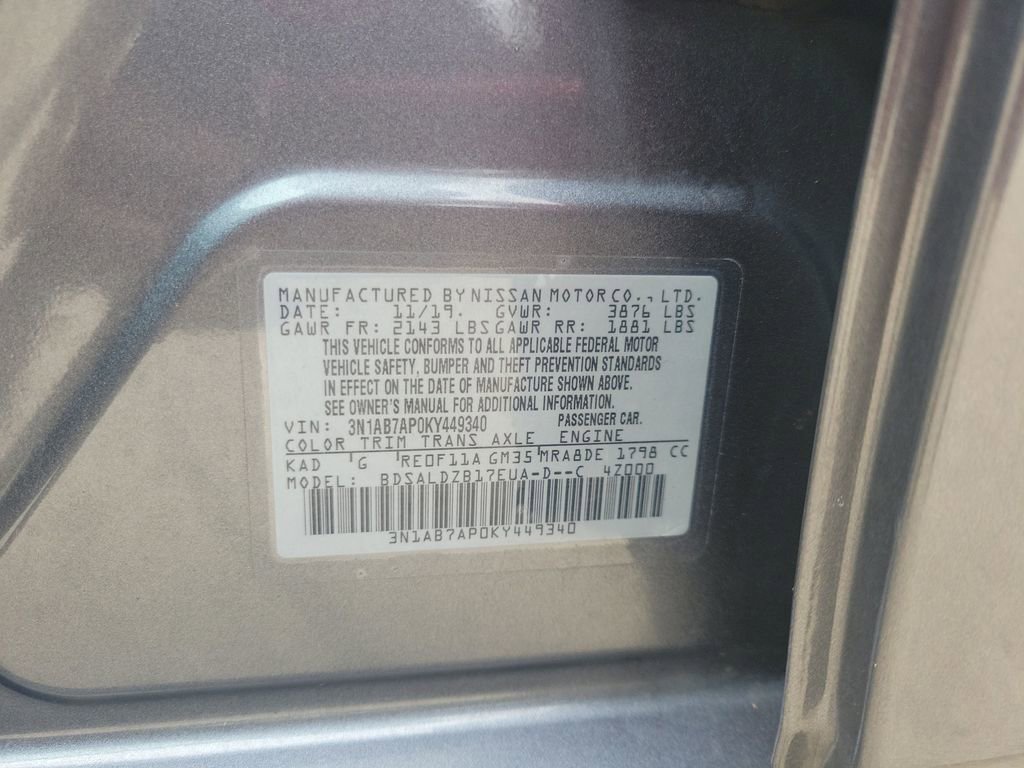 MANUFACTURED BY NISSAN MOTOR CO., LTD.
DATE: 11/19. GVWR: 3876 LBS
GAWR FR: 2143 LBS GAWR RR: 1881 LBS
THIS VEHICLE CONFORMS TO ALL APPLICABLE FEDERAL MOTOR
VEHICLE SAFETY, BUMPER AND THEFT PREVENTION STANDARDS
IN EFFECT ON THE DATE OF MANUFACTURE SHOWN ABOVE.
SEE OWNER'S MANUAL FOR ADDITIONAL INFORMATION.
VIN: 3N1AB7AP0KY449340 PASSENGER CAR.
COLOR TRIM TRANS AXLE ENGINE
KAD G RE0F11A GM35 MRA8DE 1798 CC
MODEL: BDSALDZB17EUA-D--C 4Z000
3N1AB7AP0KY449340